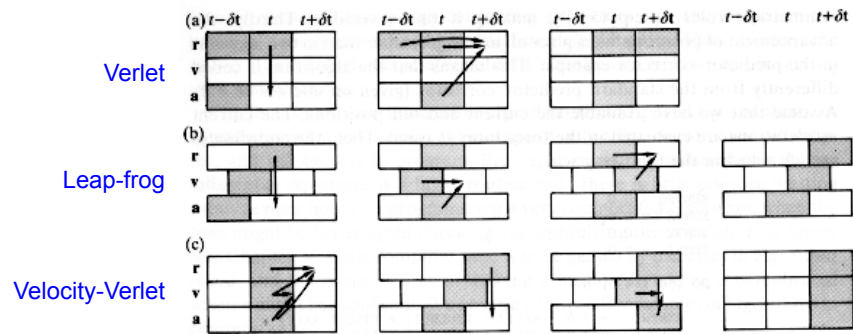 (a) t−δt t t+δt t−δt t t+δt t−δt t t+δt t−δt t t+δt
r
Verlet v
a
(b)
r
Leap-frog v
a
(c)
r
Velocity-Verlet v
a